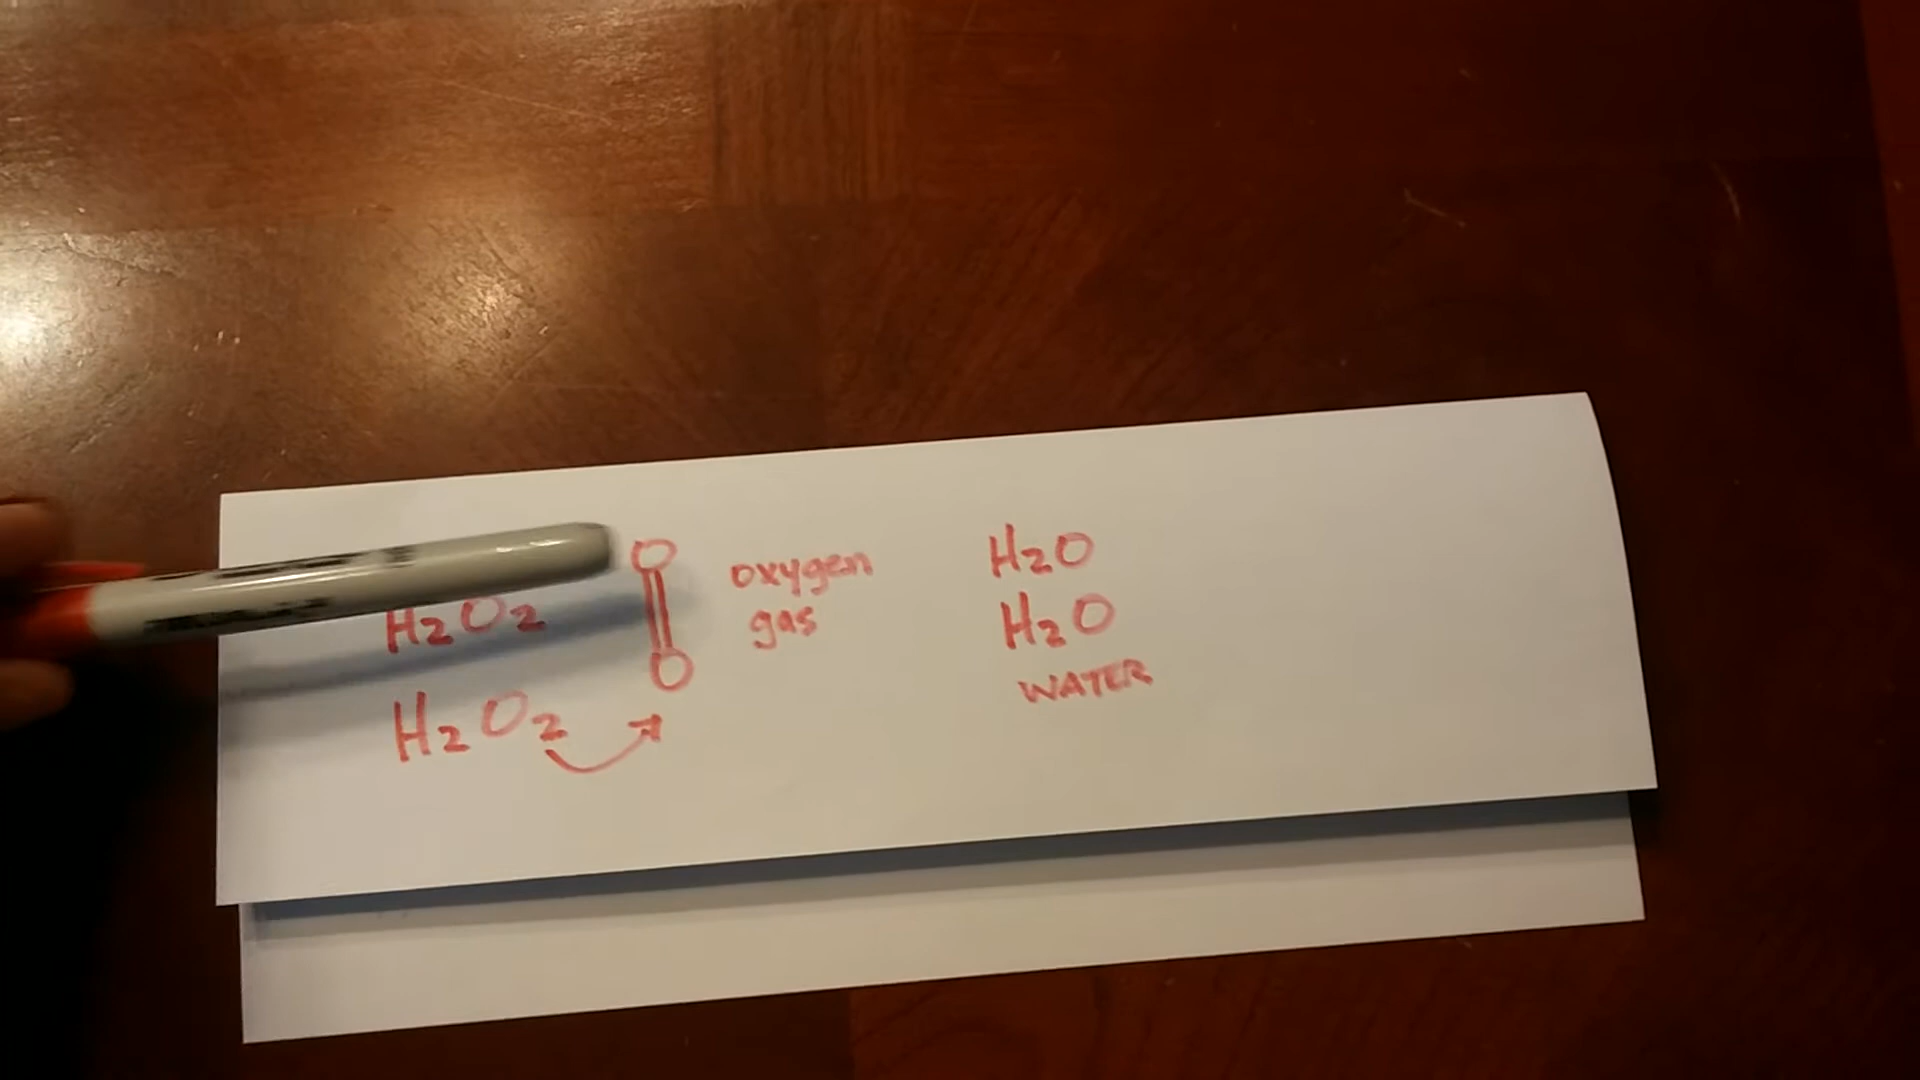 H2O2
H2O2
O
O
oxygen
gas
H2O
H2O
WATER